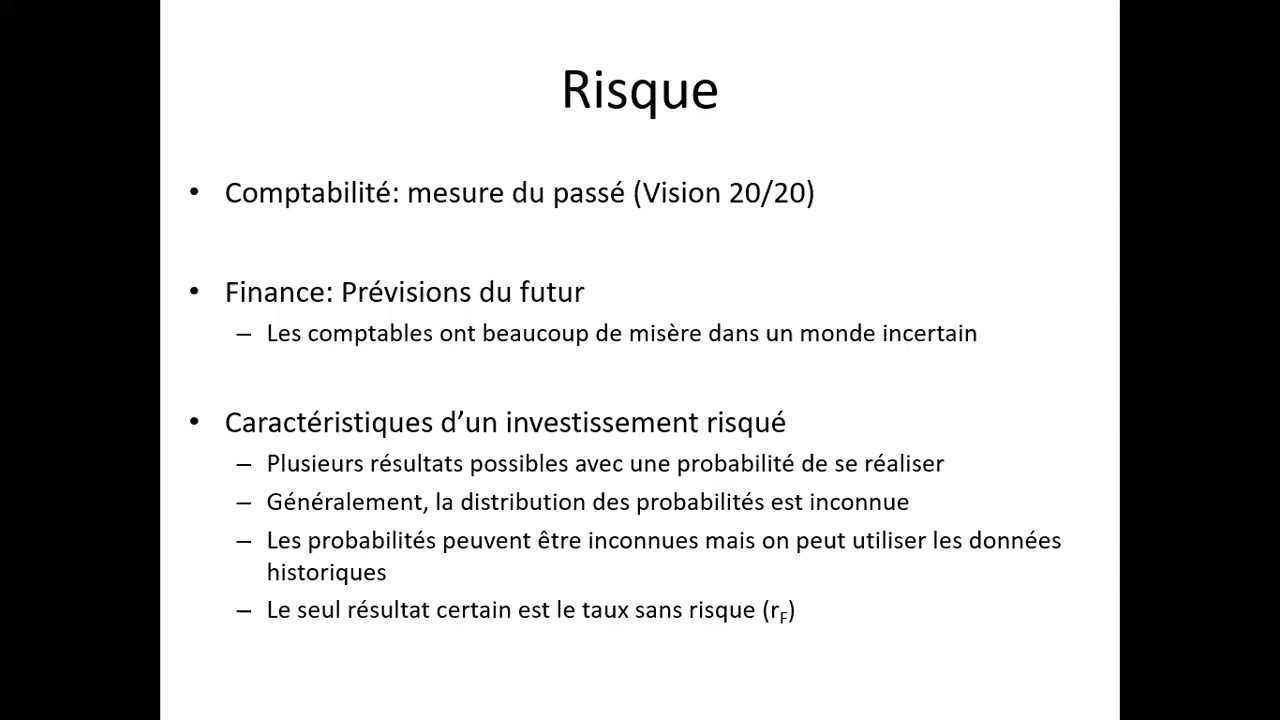 Risque
• Comptabilité: mesure du passé (Vision 20/20)
• Finance: Prévisions du futur
– Les comptables ont beaucoup de misère dans un monde incertain
• Caractéristiques d’un investissement risqué
– Plusieurs résultats possibles avec une probabilité de se réaliser
– Généralement, la distribution des probabilités est inconnue
– Les probabilités peuvent être inconnues mais on peut utiliser les données
historiques
– Le seul résultat certain est le taux sans risque (rF)